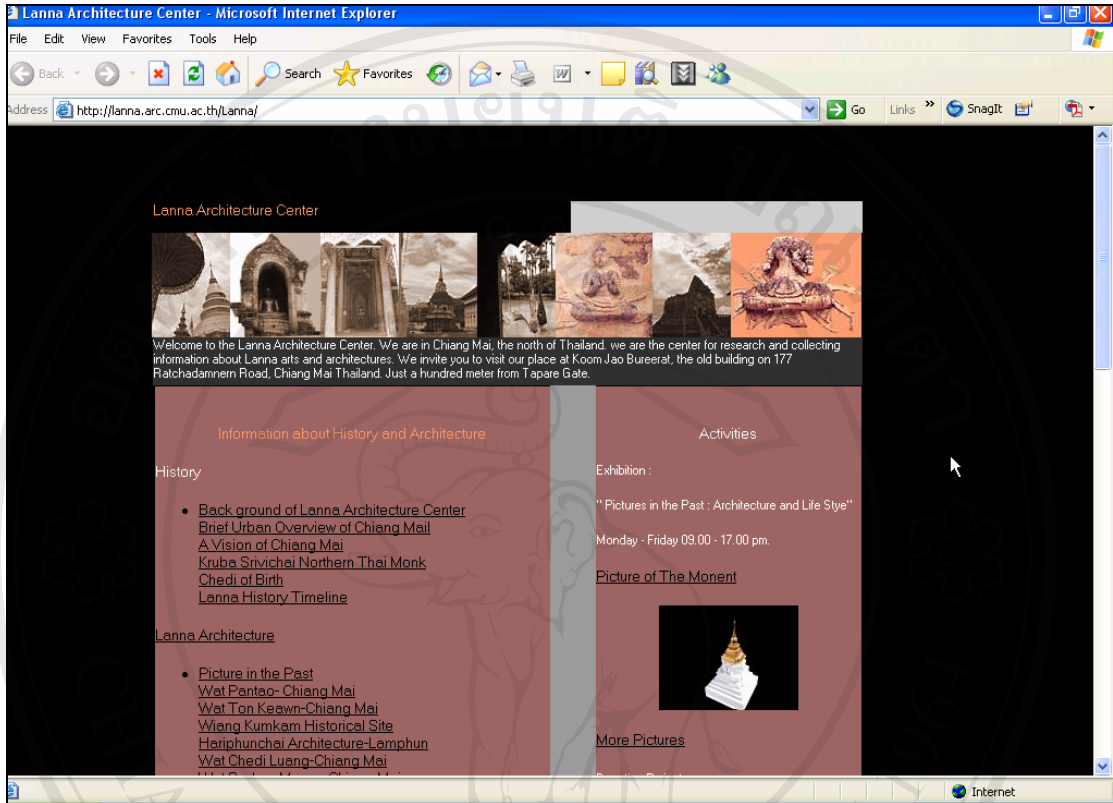 Lanna Architecture Center - Microsoft Internet Explorer
File Edit View Favorites Tools Help
Back Search Favorites
Address http://lanna.arc.cmu.ac.th/Lanna/ Go Links » SnagIt
Lanna Architecture Center
Welcome to the Lanna Architecture Center. We are in Chiang Mai, the north of Thailand. we are the center for research and collecting
information about Lanna arts and architectures. We invite you to visit our place at Koom Jao Bureerat, the old building on 177
Ratchadamnern Road, Chiang Mai Thailand. Just a hundred meter from Tapare Gate.
Information about History and Architecture
History
Back ground of Lanna Architecture Center
Brief Urban Overview of Chiang Mail
A Vision of Chiang Mai
Kruba Srivichai Northern Thai Monk
Chedi of Birth
Lanna History Timeline
Lanna Architecture
Picture in the Past
Wat Pantao- Chiang Mai
Wat Ton Keawn-Chiang Mai
Wiang Kumkam Historical Site
Hariphunchai Architecture-Lamphun
Wat Chedi Luang-Chiang Mai
Activities
Exhibition :
" Pictures in the Past : Architecture and Life Stye"
Monday - Friday 09.00 - 17.00 pm.
Picture of The Monent
More Pictures
Internet